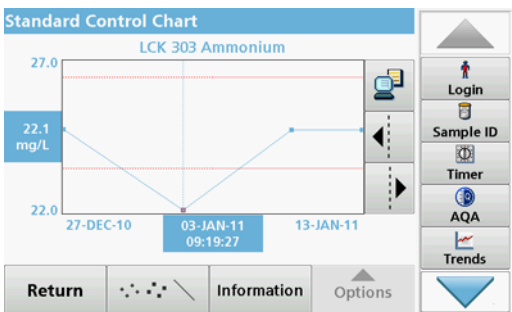 Standard Control Chart
LCK 303 Ammonium
27.0
22.1
mg/L
22.0
27-DEC-10
03-JAN-11
09:19:27
13-JAN-11
Return
Information
Options
Login
Sample ID
Timer
AQA
Trends